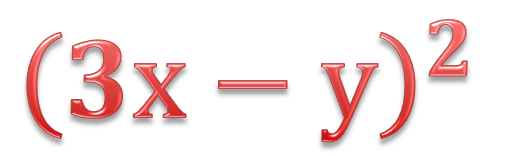 (3x – y)²